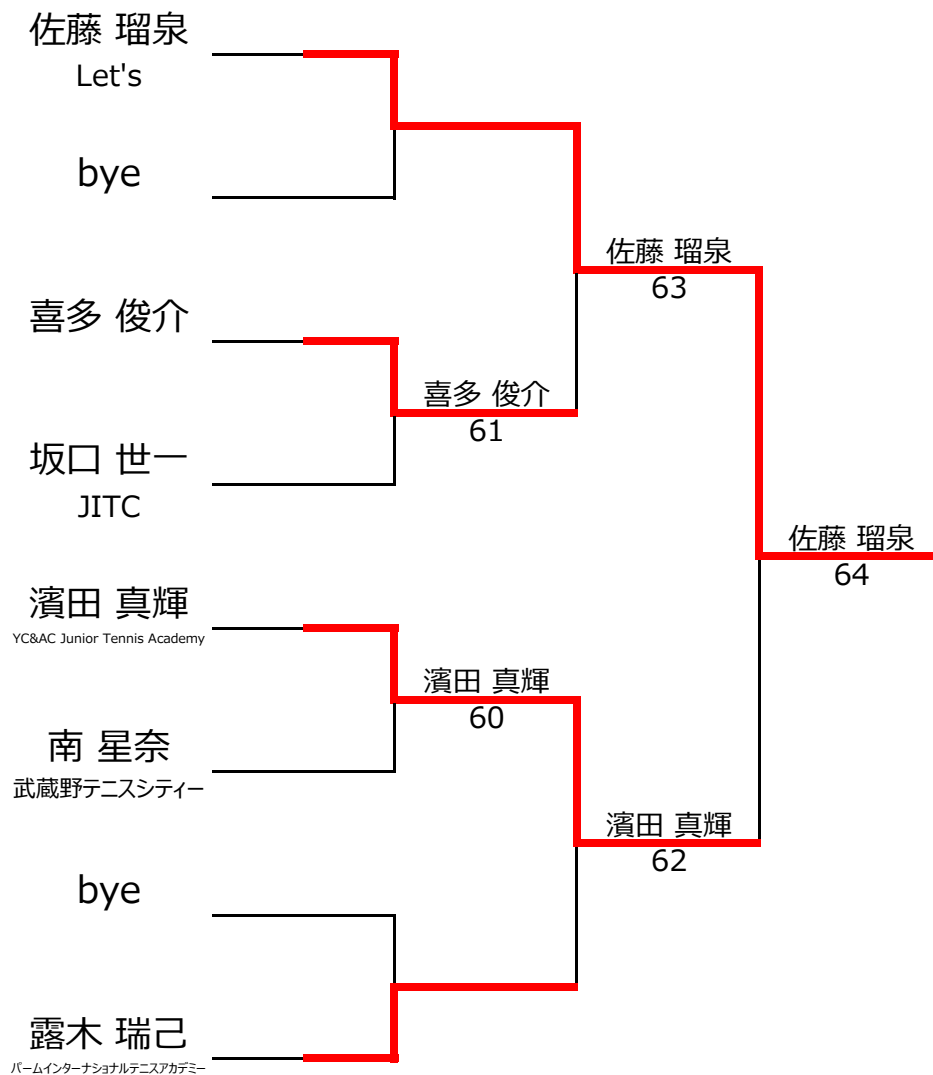 佐藤 瑠泉
Let's
bye
佐藤 瑠泉
63
喜多 俊介
喜多 俊介
61
坂口 世一
JITC
佐藤 瑠泉
64
濱田 真輝
YC&AC Junior Tennis Academy
濱田 真輝
60
南 星奈
武蔵野テニスシティー
濱田 真輝
62
bye
露木 瑞己
パームインターナショナルテニスアカデミー